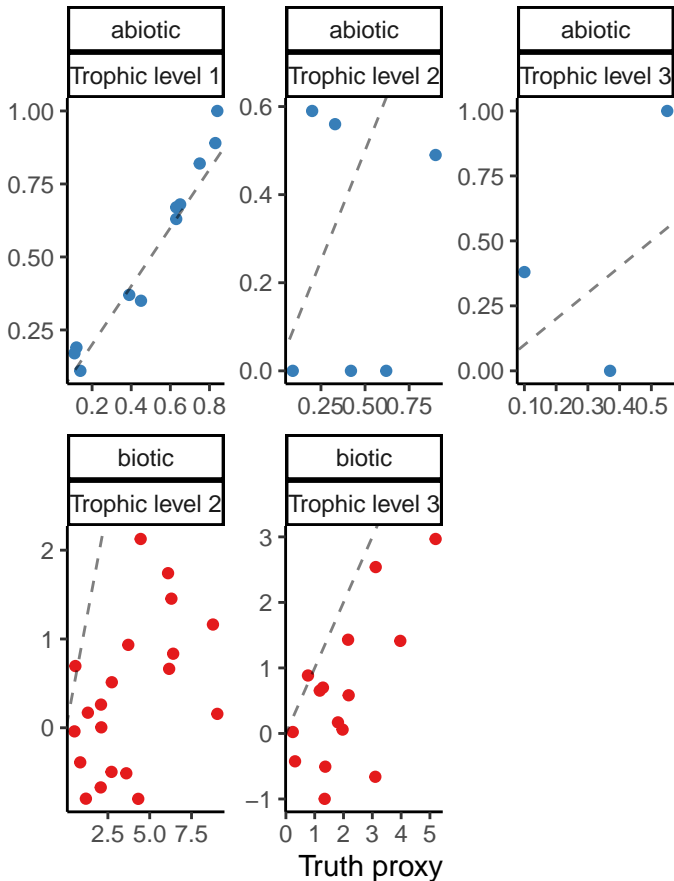 abiotic abiotic abiotic
Trophic level 1 Trophic level 2 Trophic level 3
1.00 0.6 1.00
0.75 0.4 0.75
0.50 0.50
0.25 0.2 0.25
0.0 0.00
0.2 0.4 0.6 0.8 0.25 0.50 0.75 0.1 0.2 0.3 0.4 0.5
biotic biotic
Trophic level 2 Trophic level 3
2 3
2
1 1
0 0
−1
2.5 5.0 7.5 0 1 2 3 4 5
Truth proxy